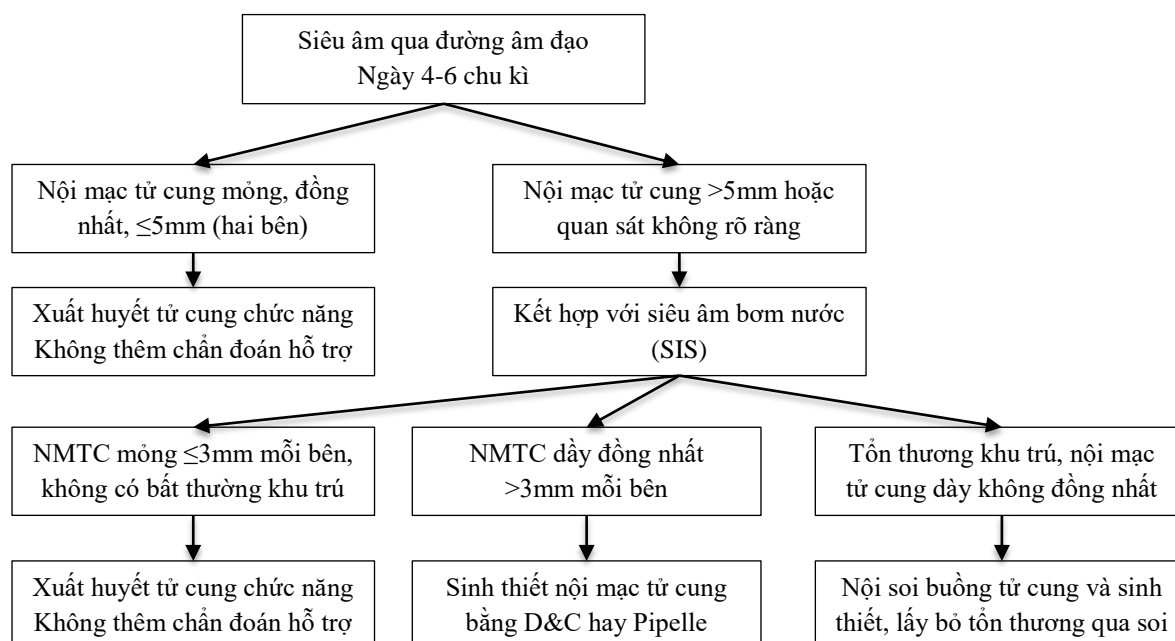 Siêu âm qua đường âm đạo
Ngày 4-6 chu kì
Nội mạc tử cung mỏng, đồng
nhất, ≤5mm (hai bên)
Nội mạc tử cung >5mm hoặc
quan sát không rõ ràng
Xuất huyết tử cung chức năng
Không thêm chẩn đoán hỗ trợ
Kết hợp với siêu âm bơm nước
(SIS)
NMTC mỏng ≤3mm mỗi bên,
không có bất thường khu trú
NMTC dầy đồng nhất
>3mm mỗi bên
Tổn thương khu trú, nội mạc
tử cung dày không đồng nhất
Xuất huyết tử cung chức năng
Không thêm chẩn đoán hỗ trợ
Sinh thiết nội mạc tử cung
bằng D&C hay Pipelle
Nội soi buồng tử cung và sinh
thiết, lấy bỏ tổn thương qua soi